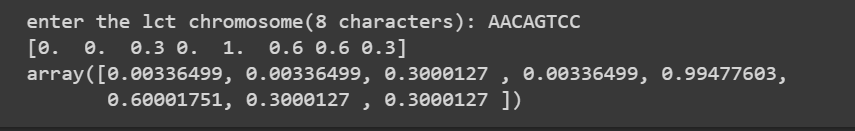 enter the lct chromosome(8 characters): AACAGTCC
[0.  0.  0.3 0.  1.  0.6 0.6 0.3]
array([0.00336499, 0.00336499, 0.3000127 , 0.00336499, 0.99477603,
       0.60001751, 0.3000127 , 0.3000127 ])